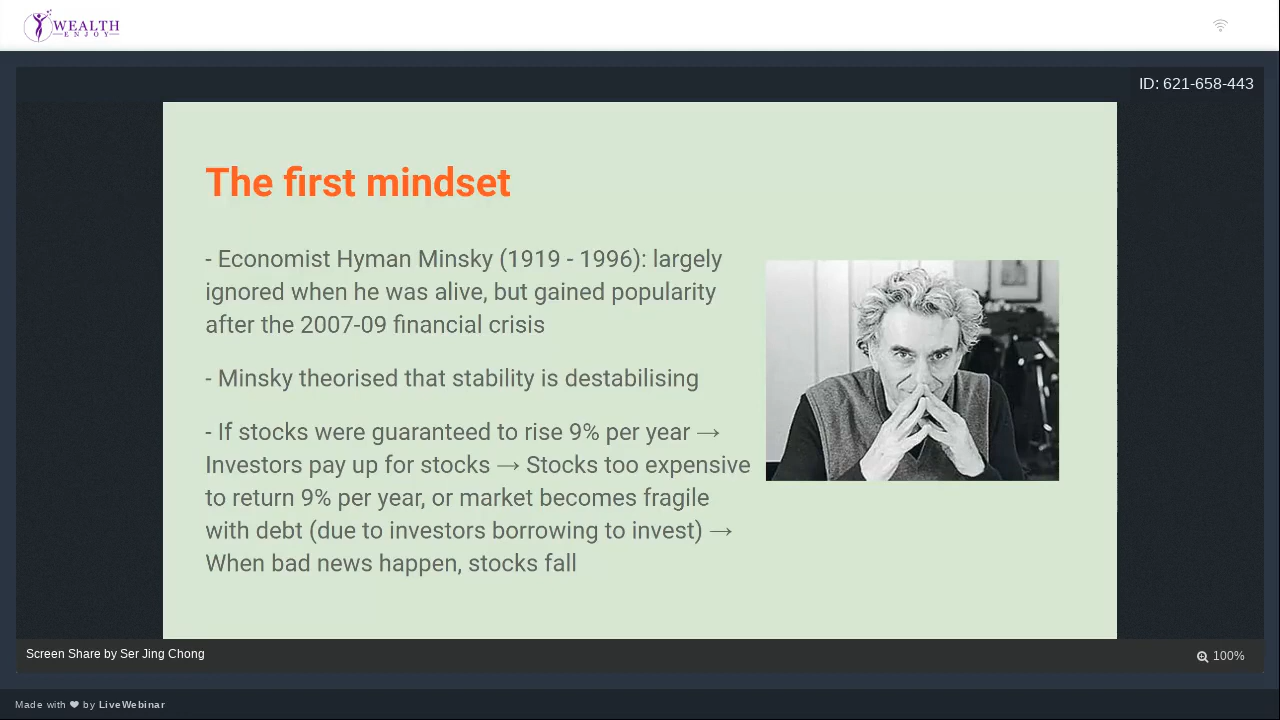 WEALTH
ENJOY
ID: 621-658-443
The first mindset
- Economist Hyman Minsky (1919 - 1996): largely
ignored when he was alive, but gained popularity
after the 2007-09 financial crisis
- Minsky theorised that stability is destabilising
- If stocks were guaranteed to rise 9% per year →
Investors pay up for stocks → Stocks too expensive
to return 9% per year, or market becomes fragile
with debt (due to investors borrowing to invest) →
When bad news happen, stocks fall
Screen Share by Ser Jing Chong
100%
Made with ❤ by LiveWebinar